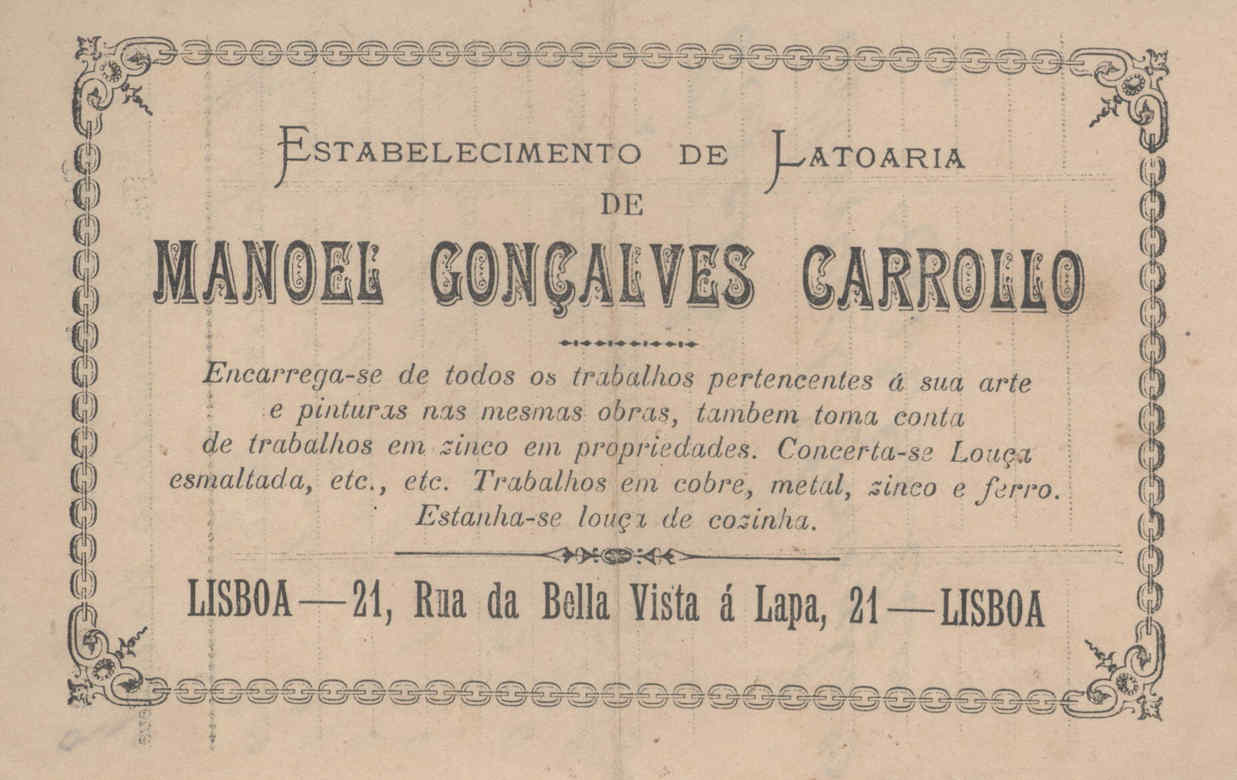 Estabelecimento de Latoaria
DE
MANOEL GONÇALVES CARROLLO
Encarrega-se de todos os trabalhos pertencentes á sua arte
e pinturas nas mesmas obras, tambem toma conta
de trabalhos em zinco em propriedades. Concerta-se Louça
esmaltada, etc., etc. Trabalhos em cobre, metal, zinco e ferro.
Estanha-se louça de cozinha.
LISBOA — 21, Rua da Bella Vista á Lapa, 21 — LISBOA